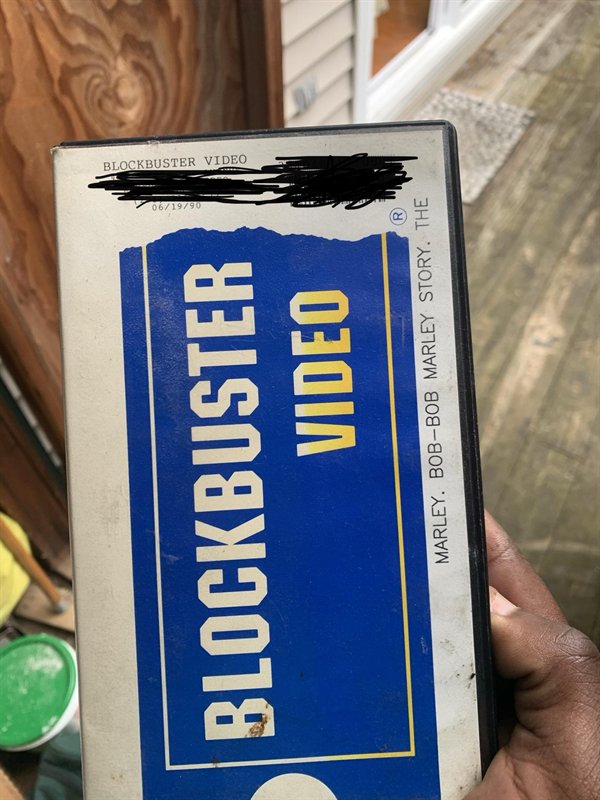 BLOCKBUSTER VIDEO
06/19/90
BLOCKBUSTER
VIDEO
®
MARLEY. BOB-BOB MARLEY STORY. THE